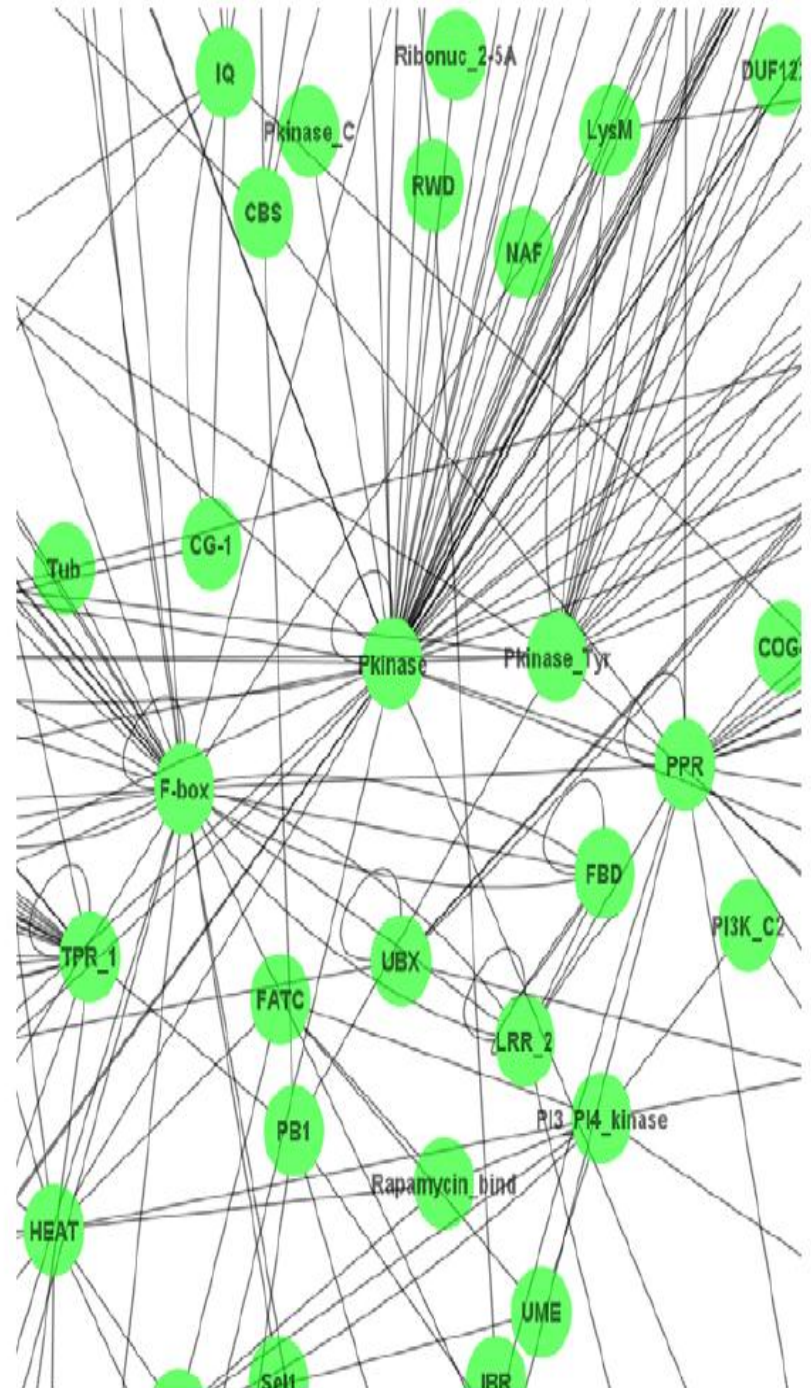 Ribonuc_2-5A
IQ
DUF12
Pkinase_C
LysM
RWD
CBS
NAF
CG-1
Tub
Pkinase
Pkinase_Tyr
COG
PPR
F-box
FBD
PI3K_C2
TPR_1
UBX
FATC
LRR_2
PI3_PI4_kinase
PB1
Rapamycin_bind
HEAT
UME
Sel1
IBR